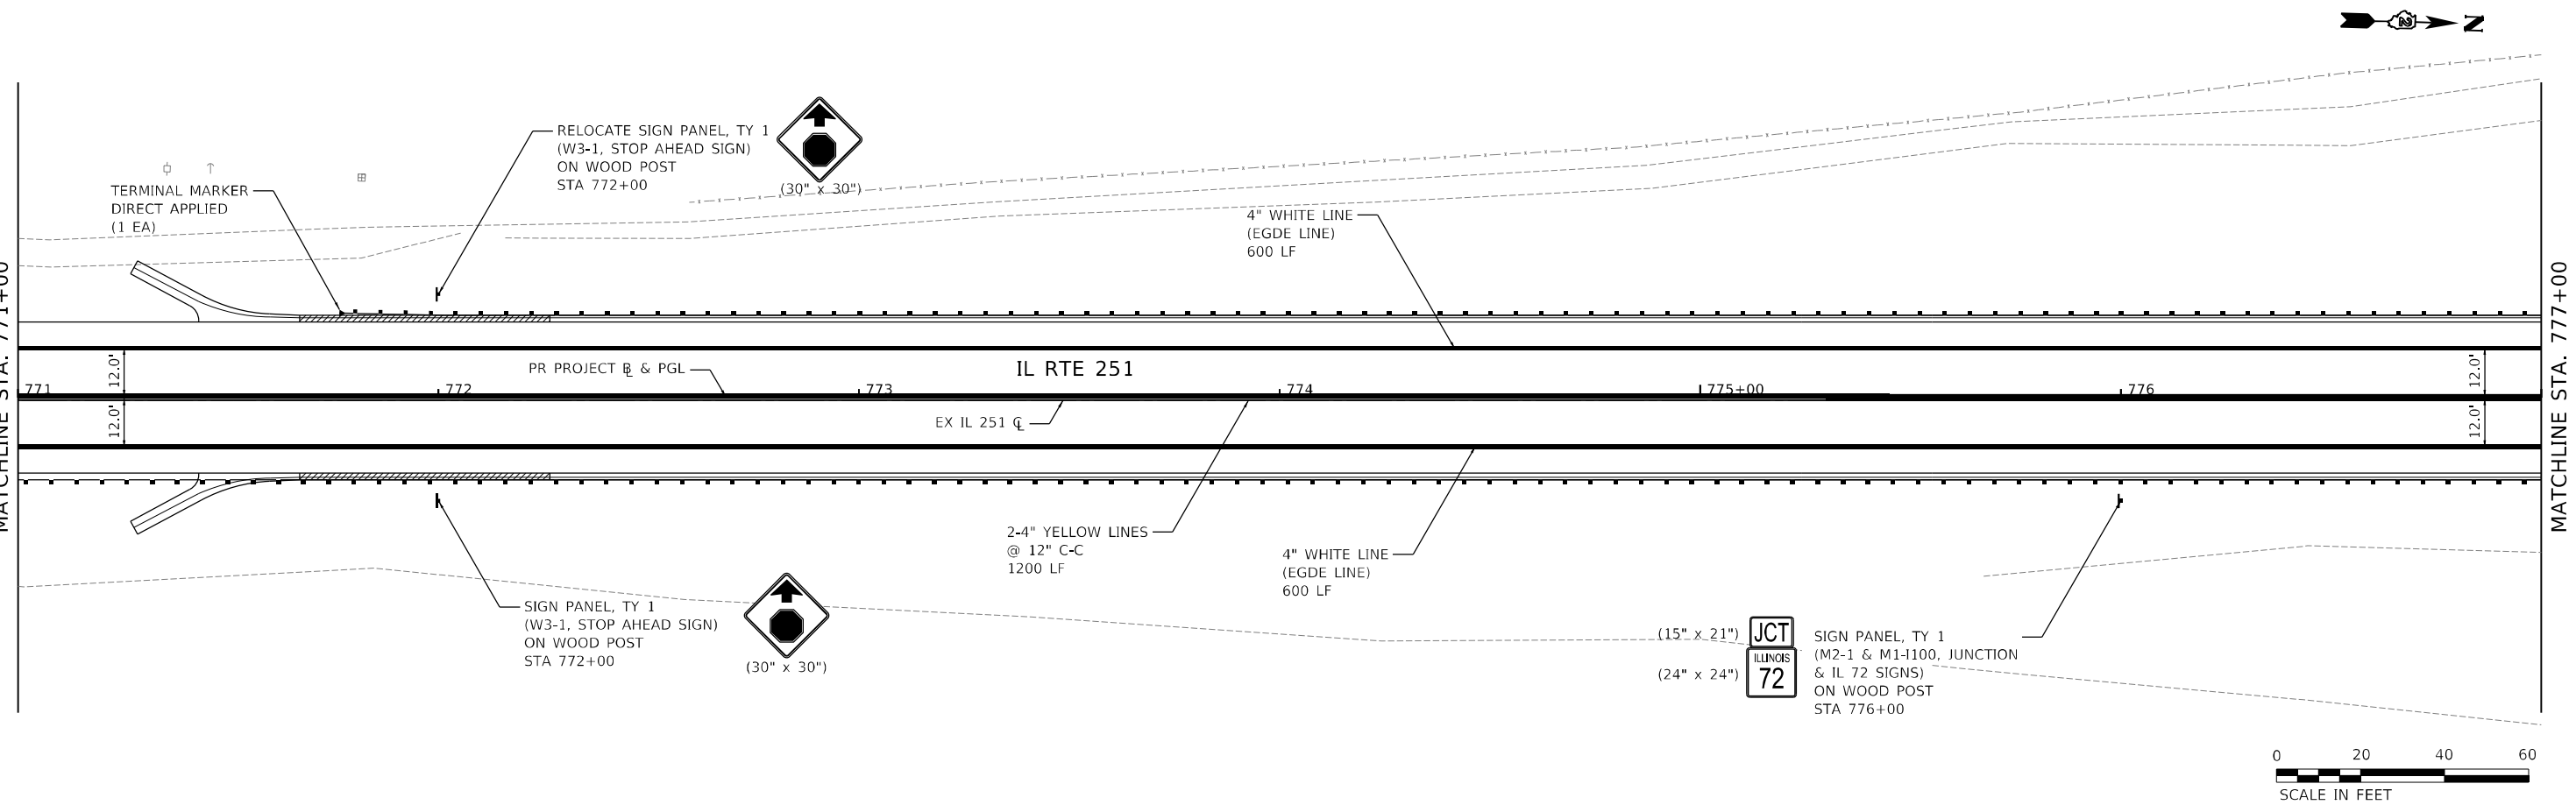 N
RELOCATE SIGN PANEL, TY 1
(W3-1, STOP AHEAD SIGN)
ON WOOD POST
STA 772+00
(30" x 30")
TERMINAL MARKER
DIRECT APPLIED
(1 EA)
4" WHITE LINE
(EGDE LINE)
600 LF
MATCHLINE STA. 771+00
MATCHLINE STA. 777+00
12.0'
12.0'
PR PROJECT BL & PGL
IL RTE 251
12.0'
12.0'
771
772
773
774
775+00
776
EX IL 251 CL
2-4" YELLOW LINES
@ 12" C-C
1200 LF
4" WHITE LINE
(EGDE LINE)
600 LF
SIGN PANEL, TY 1
(W3-1, STOP AHEAD SIGN)
ON WOOD POST
STA 772+00
(30" x 30")
(15" x 21")
JCT
(24" x 24")
ILLINOIS
72
SIGN PANEL, TY 1
(M2-1 & M1-I100, JUNCTION
& IL 72 SIGNS)
ON WOOD POST
STA 776+00
0 20 40 60
SCALE IN FEET